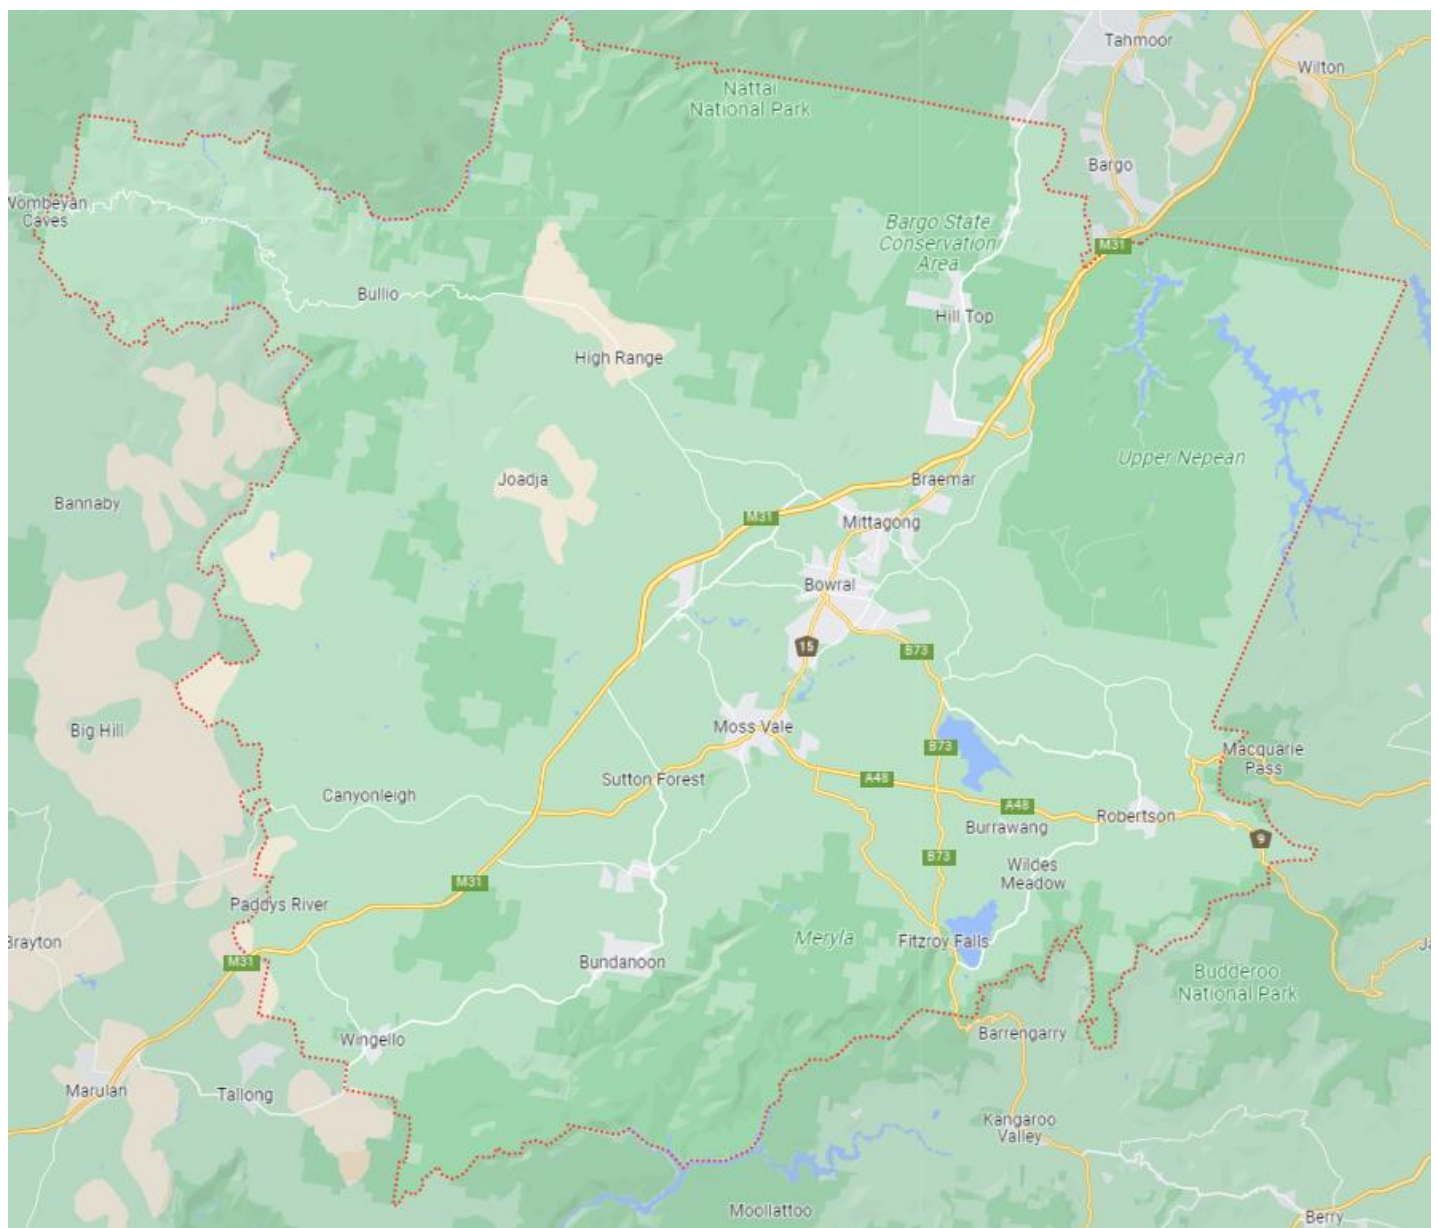 Tahmoor
Wilton
Nattai
National Park
Bargo
Wombeyan
Caves
Bargo State
Conservation
Area
M31
Bullio
Hill Top
High Range
Upper Nepean
Joadja
Braemar
Bannaby
M31
Mittagong
Bowral
15
B73
Moss Vale
Big Hill
B73
Macquarie
Pass
Sutton Forest
A48
Canyonleigh
A48
Robertson
Burrawang
9
B73
Wildes
Meadow
M31
Paddys River
Brayton
Meryla
Fitzroy Falls
Ja
M31
Bundanoon
Budderoo
National Park
Barrengarry
Wingello
Marulan
Tallong
Kangaroo
Valley
Moollattoo
Berry